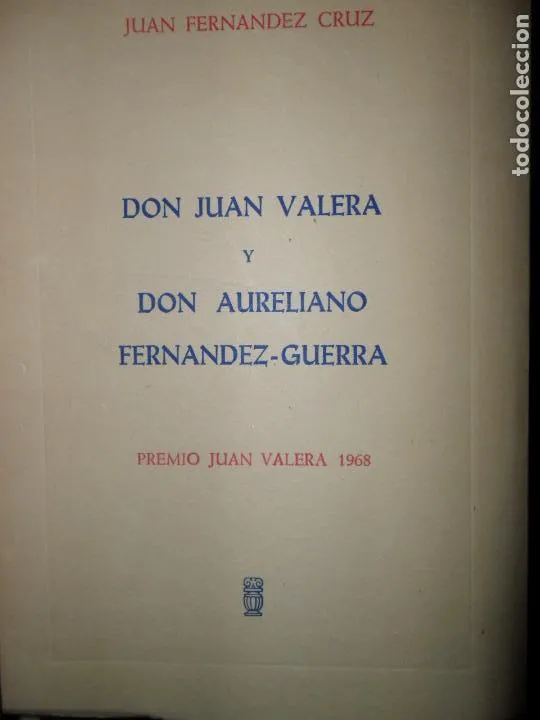 JUAN FERNANDEZ CRUZ
DON JUAN VALERA
Y
DON AURELIANO
FERNANDEZ-GUERRA
PREMIO JUAN VALERA 1968
todocoleccion